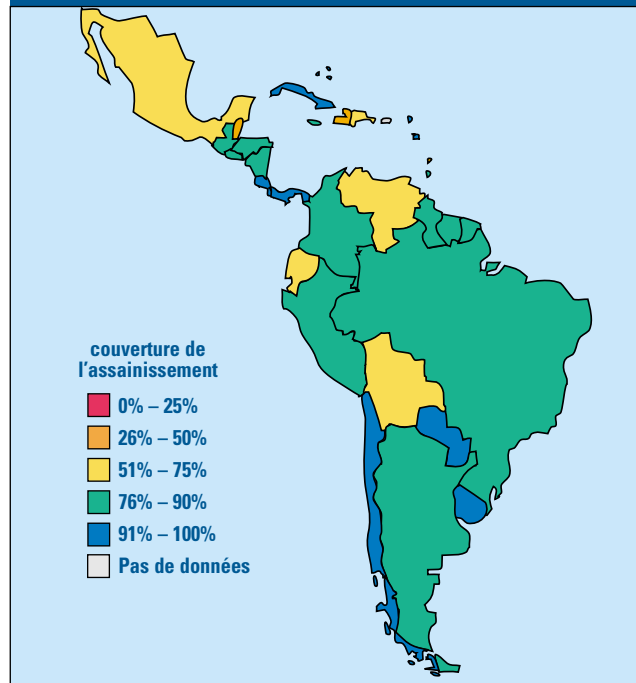 couverture de
l'assainissement
0% – 25%
26% – 50%
51% – 75%
76% – 90%
91% – 100%
Pas de données